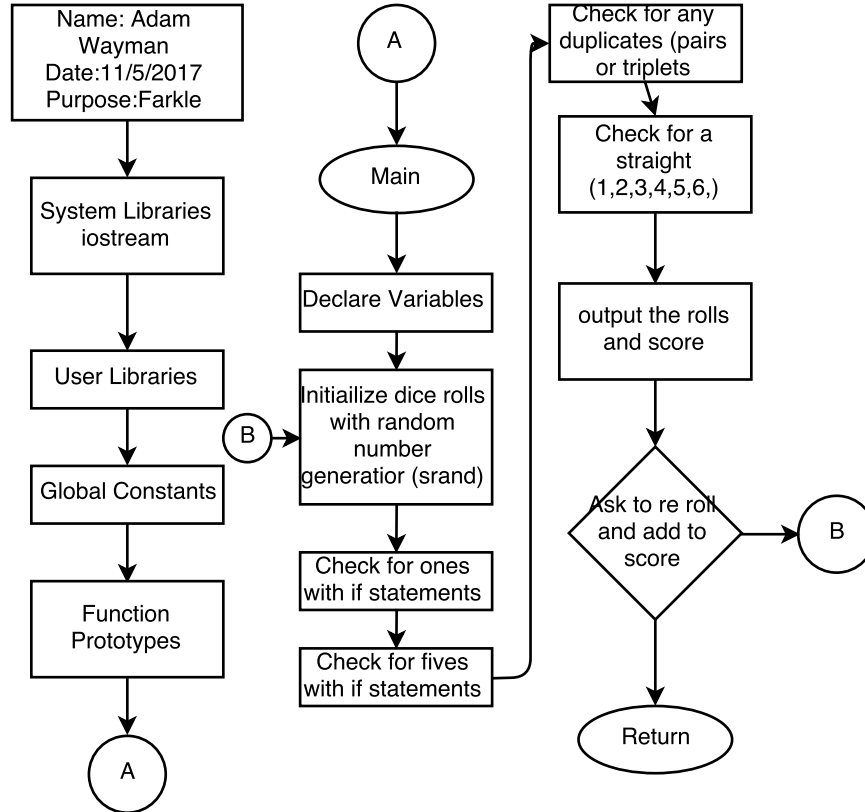 Name: Adam
Wayman
Date:11/5/2017
Purpose:Farkle
System Libraries
iostream
User Libraries
Global Constants
Function
Prototypes
A
A
Main
Declare Variables
Initiailize dice rolls
with random
number
generatior (srand)
B
Check for ones
with if statements
Check for fives
with if statements
Check for any
duplicates (pairs
or triplets
Check for a
straight
(1,2,3,4,5,6,)
output the rolls
and score
Ask to re roll
and add to
score
B
Return